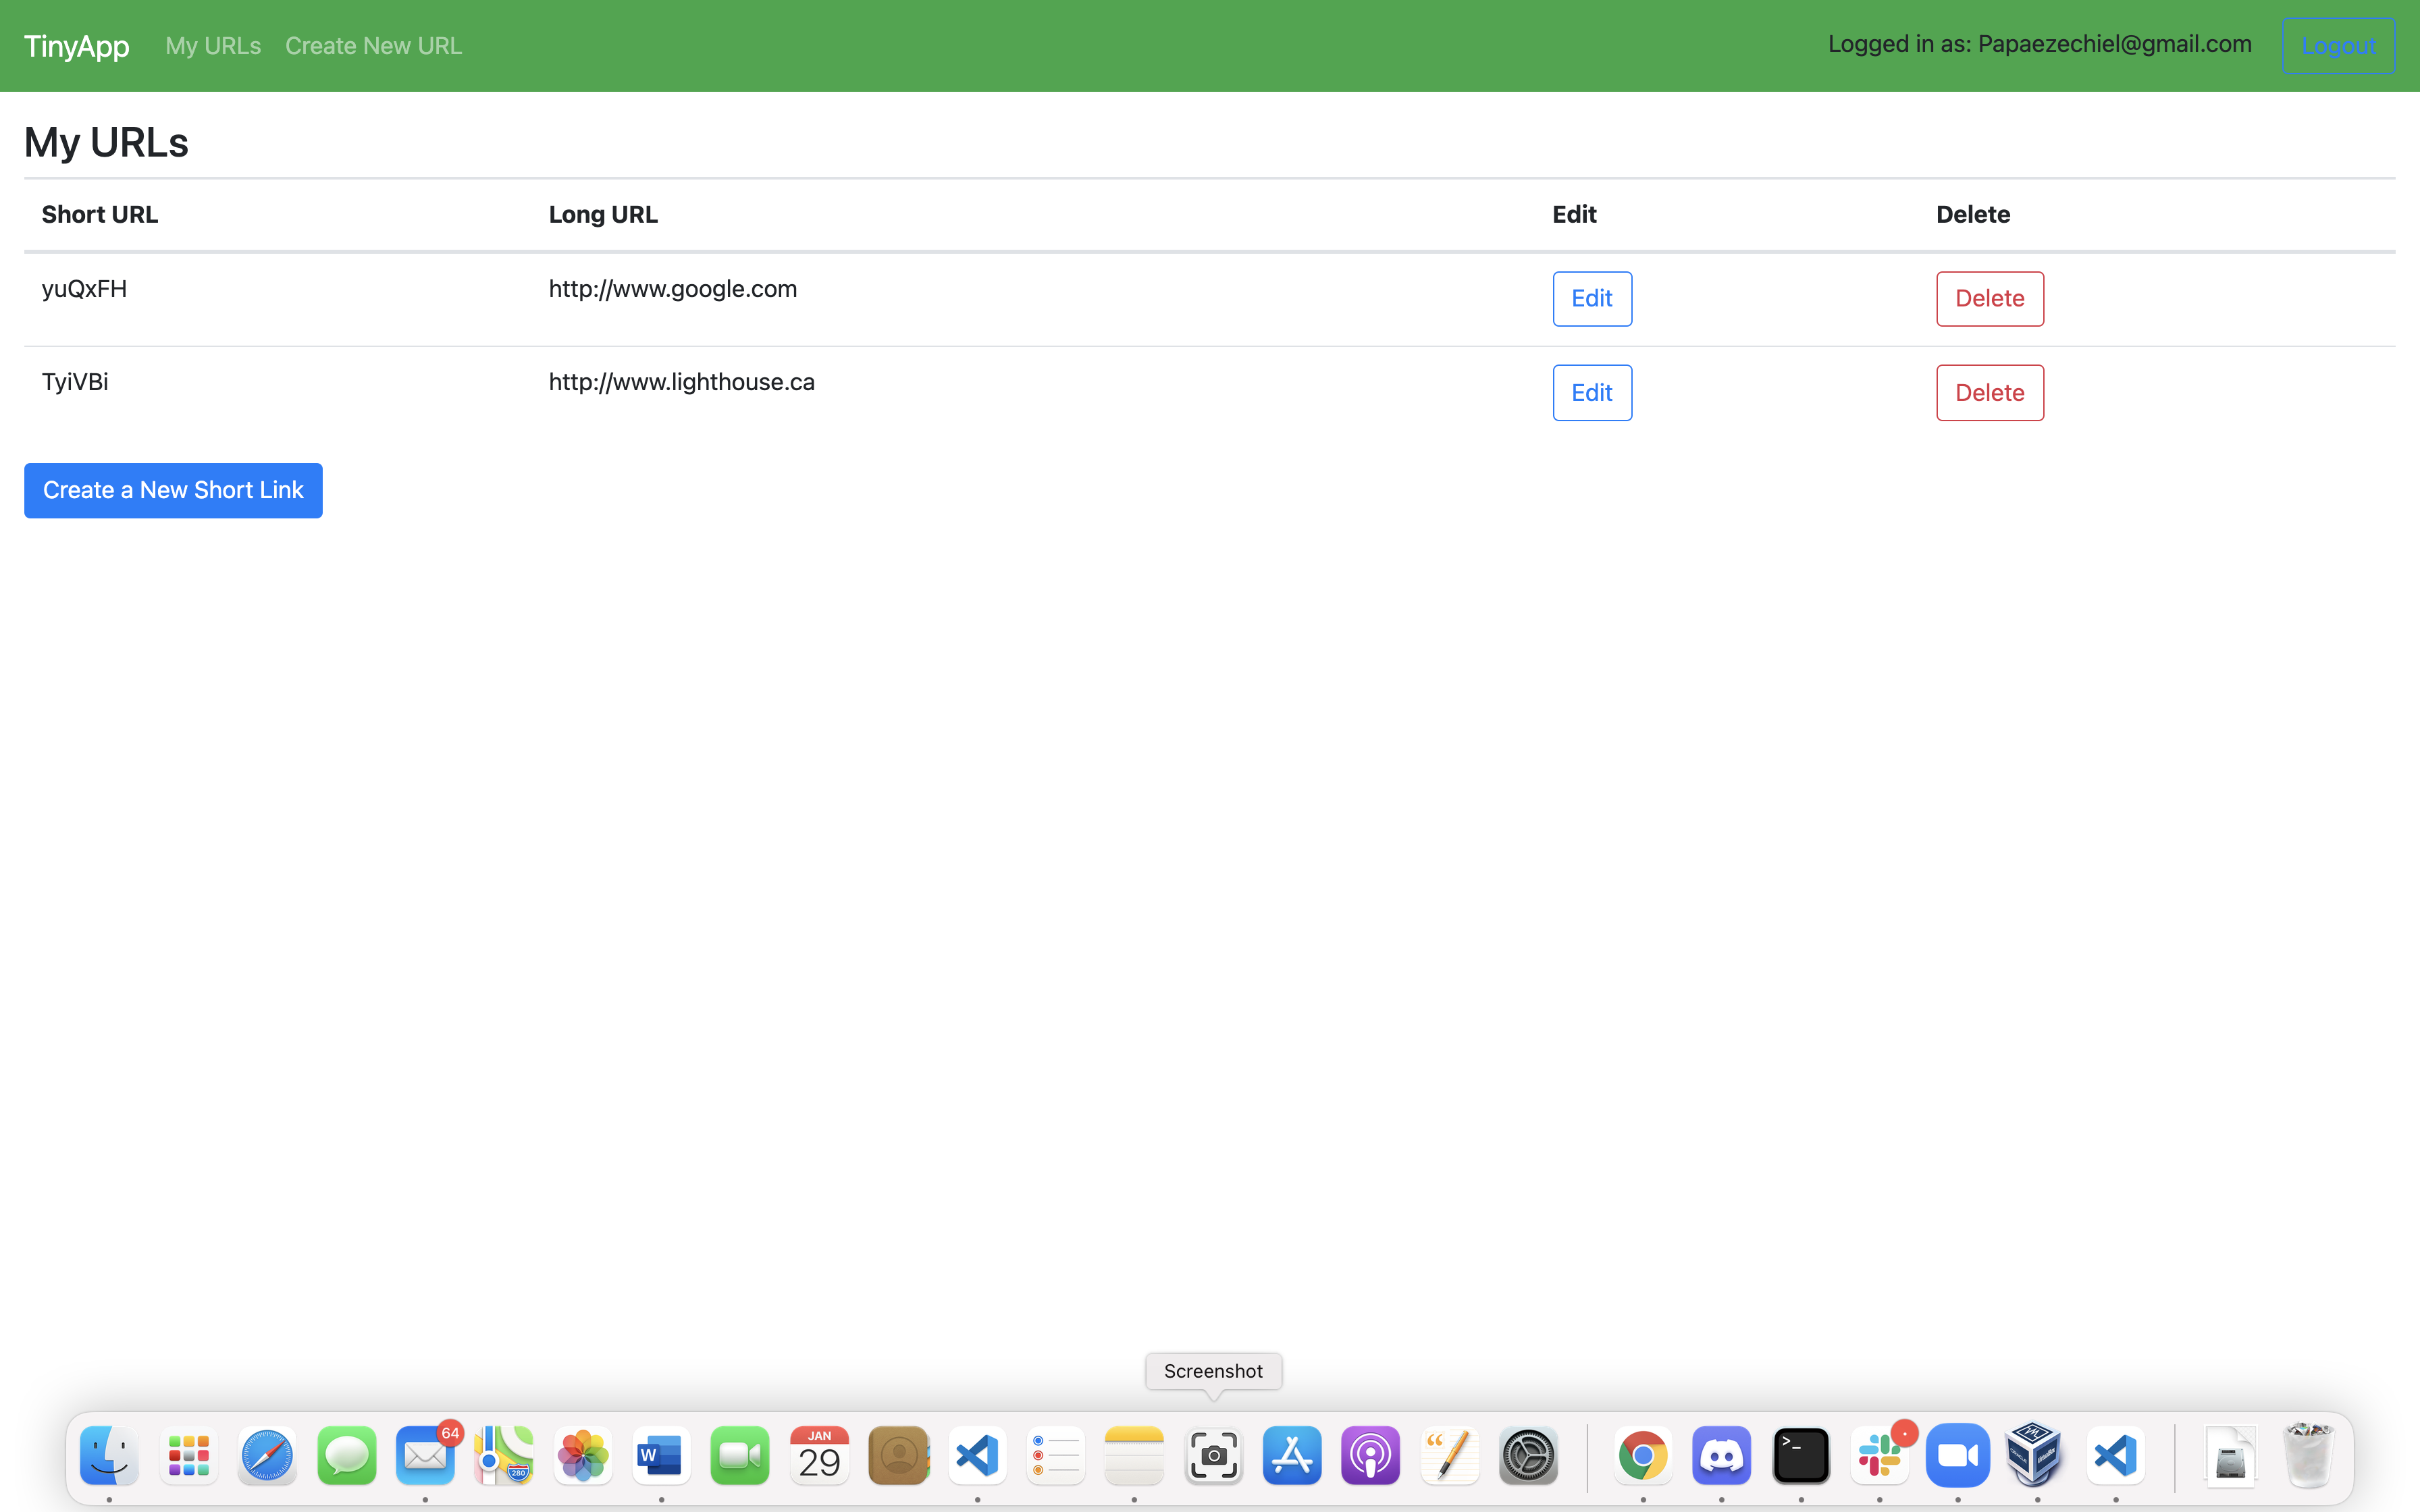 TinyApp My URLs Create New URL Logged in as: Papaezechiel@gmail.com Logout
My URLs
Short URL Long URL Edit Delete
yuQxFH http://www.google.com Edit Delete
TyiVBi http://www.lighthouse.ca Edit Delete
Create a New Short Link
Screenshot
64
280
W
JAN
29
>_